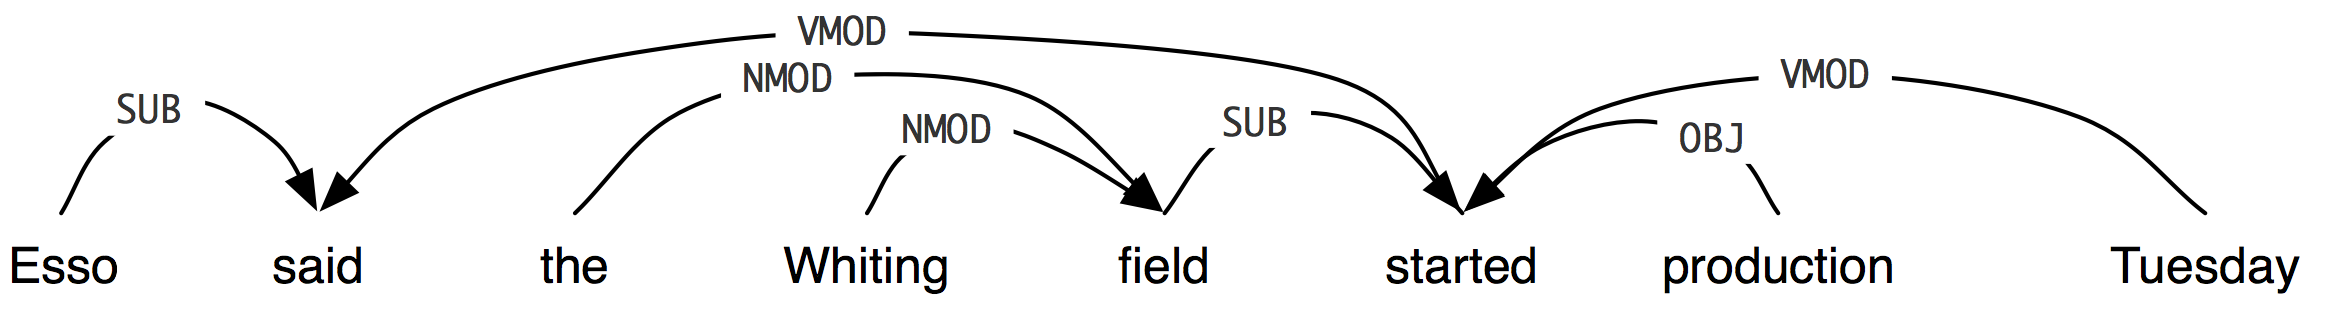 VMOD
NMOD
VMOD
SUB
NMOD
SUB
OBJ
Esso said the Whiting field started production Tuesday